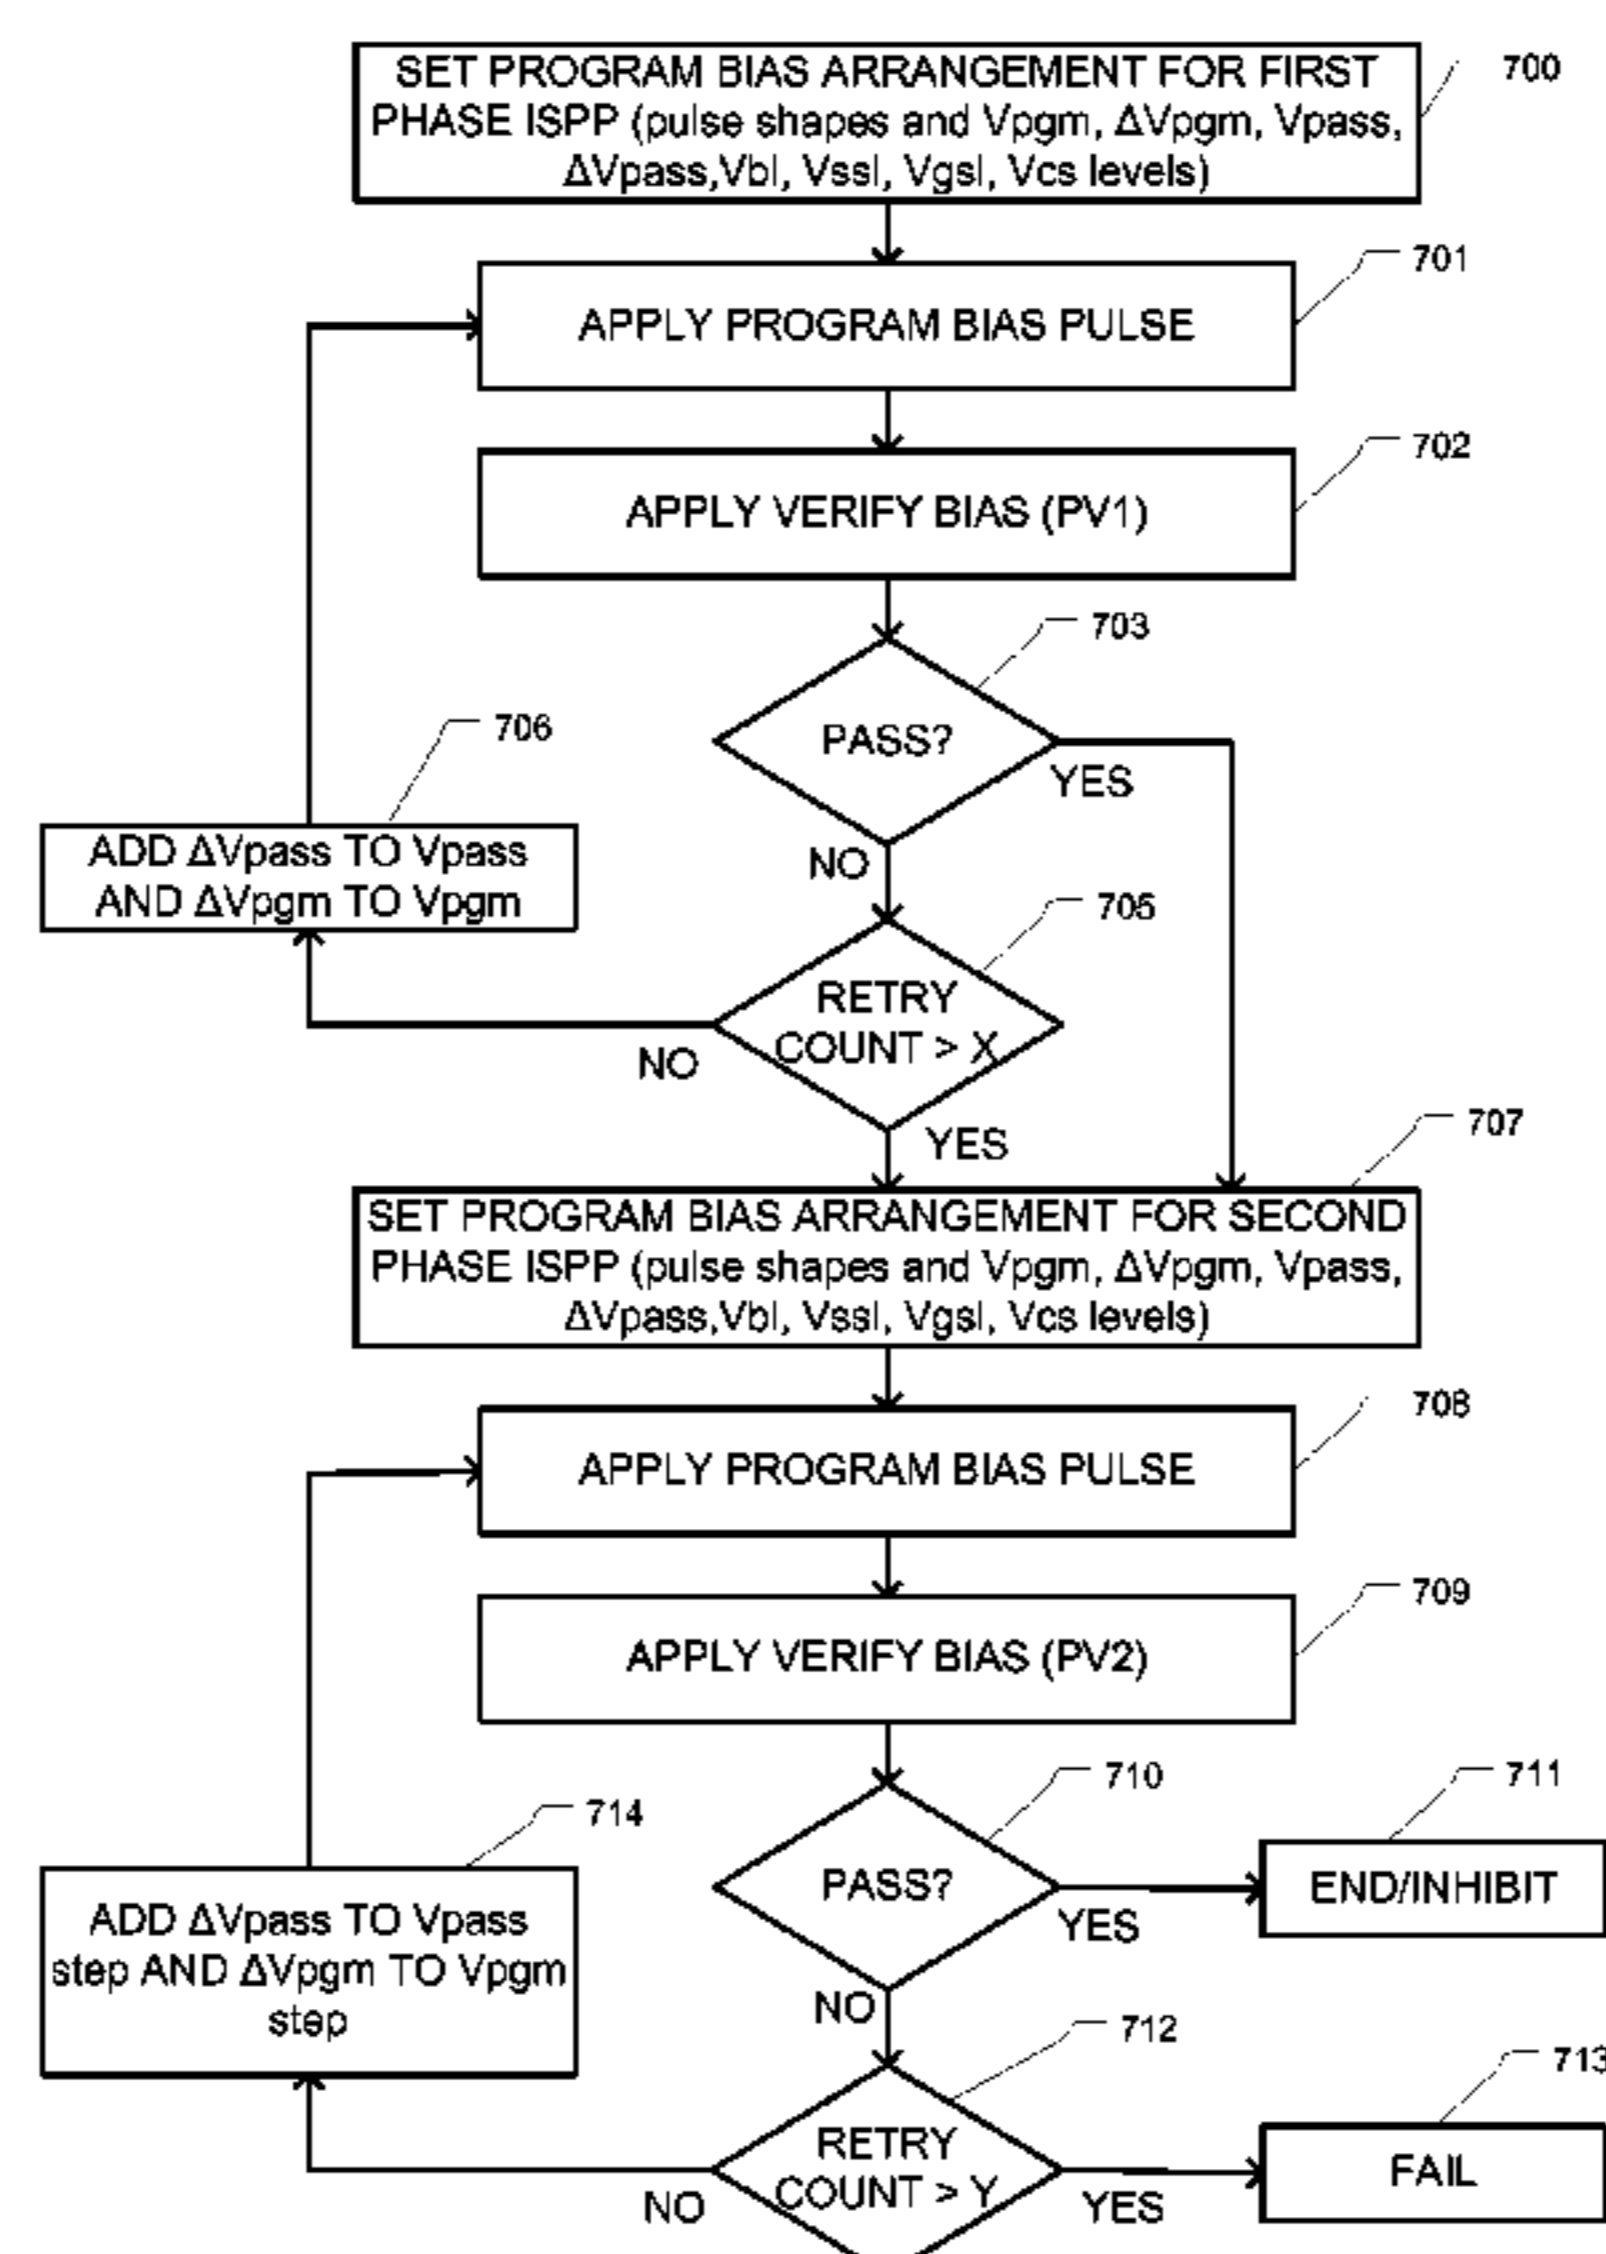 SET PROGRAM BIAS ARRANGEMENT FOR FIRST
PHASE ISPP (pulse shapes and Vpgm, ΔVpgm, Vpass,
ΔVpass,Vbl, Vssl, Vgsl, Vcs levels)
700
701
APPLY PROGRAM BIAS PULSE
702
APPLY VERIFY BIAS (PV1)
703
PASS?
YES
NO
706
ADD ΔVpass TO Vpass
AND ΔVpgm TO Vpgm
705
RETRY
COUNT > X
NO
YES
707
SET PROGRAM BIAS ARRANGEMENT FOR SECOND
PHASE ISPP (pulse shapes and Vpgm, ΔVpgm, Vpass,
ΔVpass,Vbl, Vssl, Vgsl, Vcs levels)
708
APPLY PROGRAM BIAS PULSE
709
APPLY VERIFY BIAS (PV2)
710
PASS?
YES
711
END/INHIBIT
NO
714
ADD ΔVpass TO Vpass
step AND ΔVpgm TO Vpgm
step
712
RETRY
COUNT > Y
NO
YES
713
FAIL